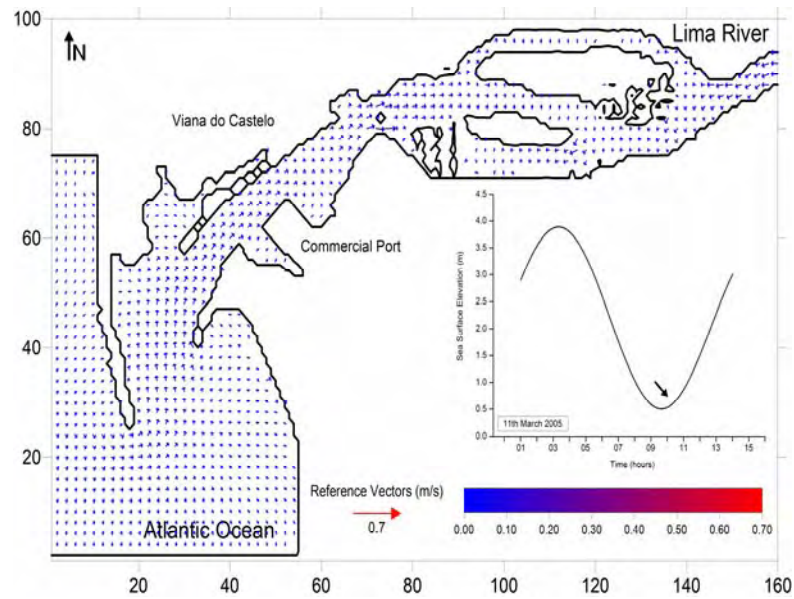 100
80
60
40
20
N
Lima River
Viana do Castelo
Commercial Port
Atlantic Ocean
4.5
4.0
3.5
3.0
2.5
2.0
1.5
1.0
0.5
0.0
Sea Surface Elevation (m)
11th March 2005
01 03 05 07 09 11 13 15
Time (hours)
Reference Vectors (m/s)
0.7
0.00 0.10 0.20 0.30 0.40 0.50 0.60 0.70
20 40 60 80 100 120 140 160